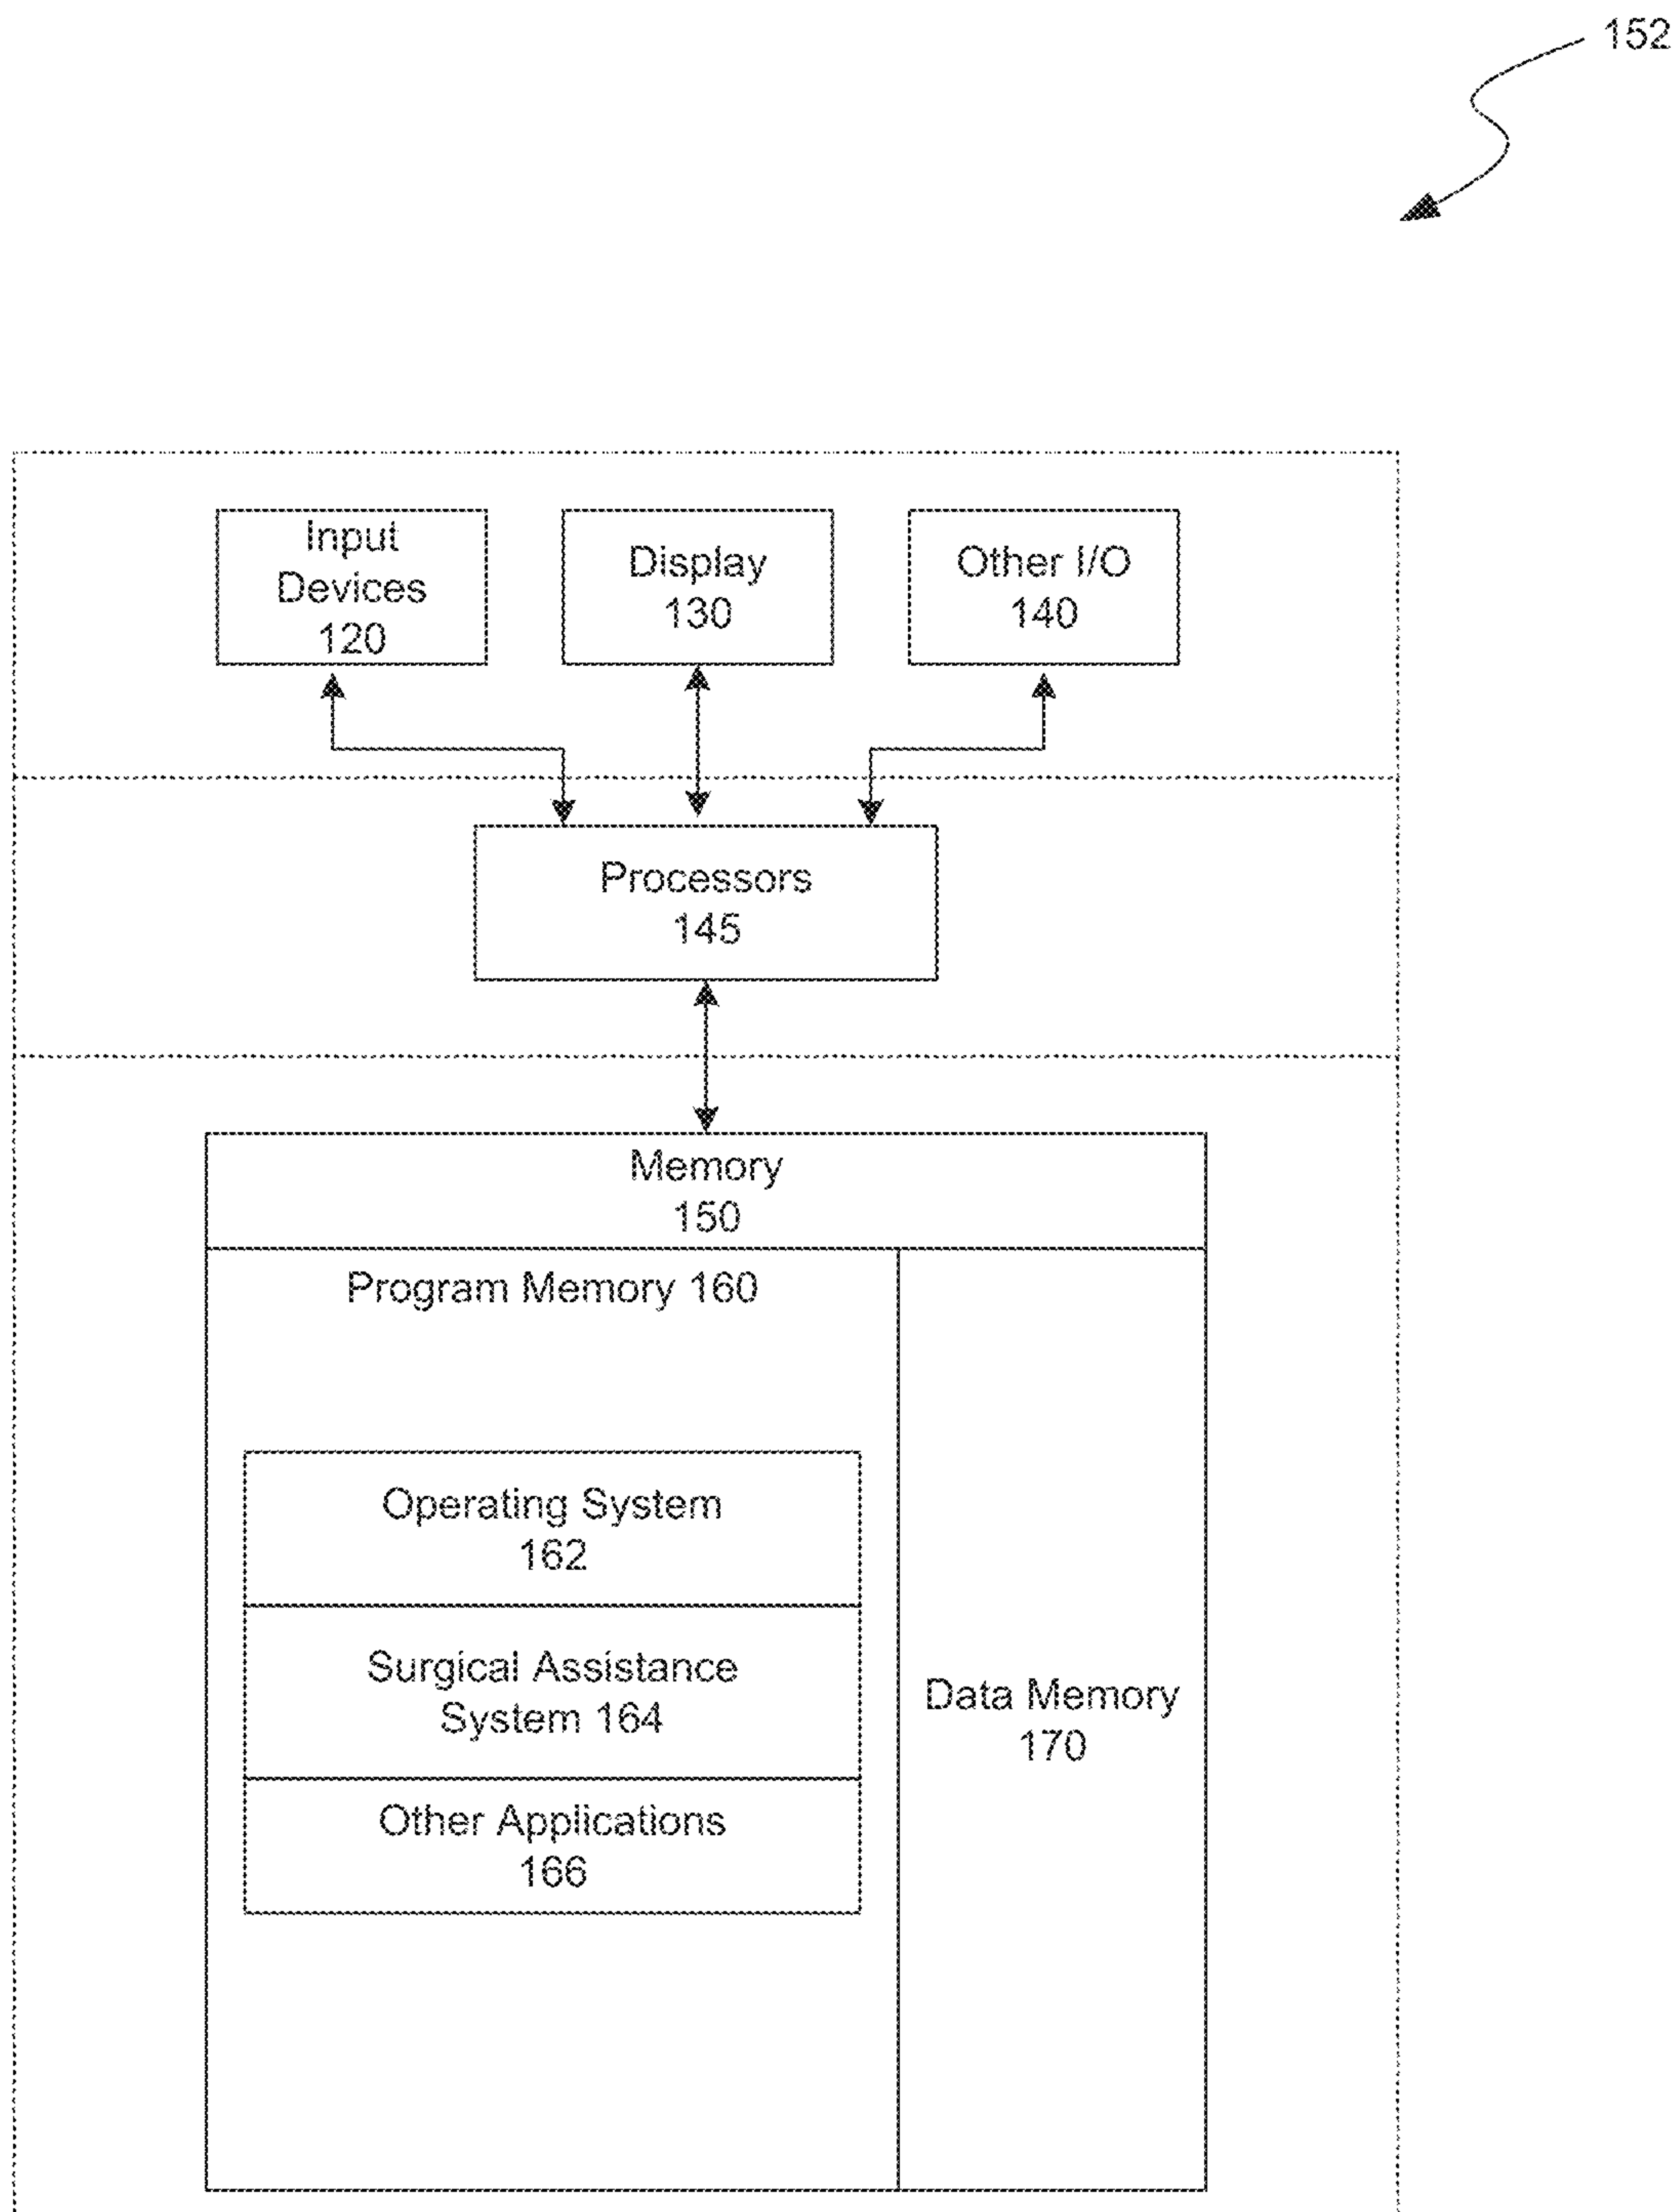 152
Input
Devices
120
Display
130
Other I/O
140
Processors
145
Memory
150
Program Memory 160
Operating System
162
Surgical Assistance
System 164
Other Applications
166
Data Memory
170